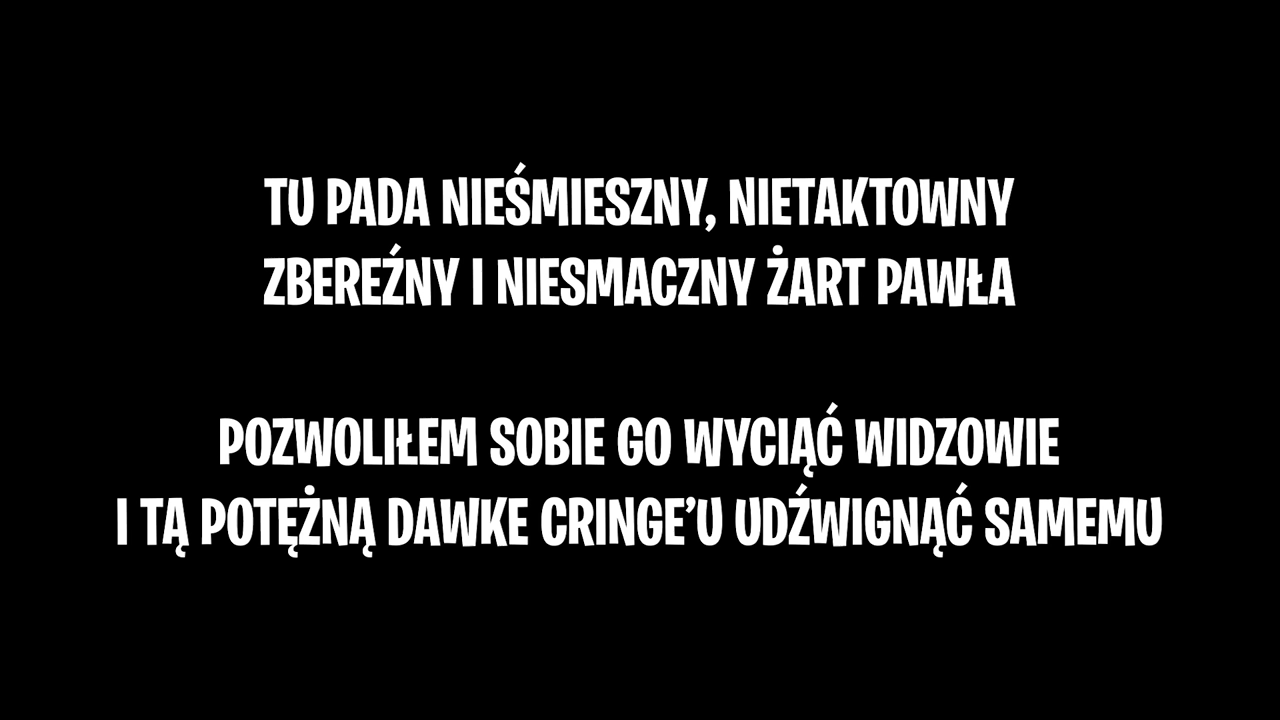 TU PADA NIEŚMIESZNY, NIETAKTOWNY
ZBEREŹNY I NIESMACZNY ŻART PAWŁA
POZWOLIŁEM SOBIE GO WYCIĄĆ WIDZOWIE
I TĄ POTĘŻNĄ DAWKE CRINGE'U UDŹWIGNĄĆ SAMEMU